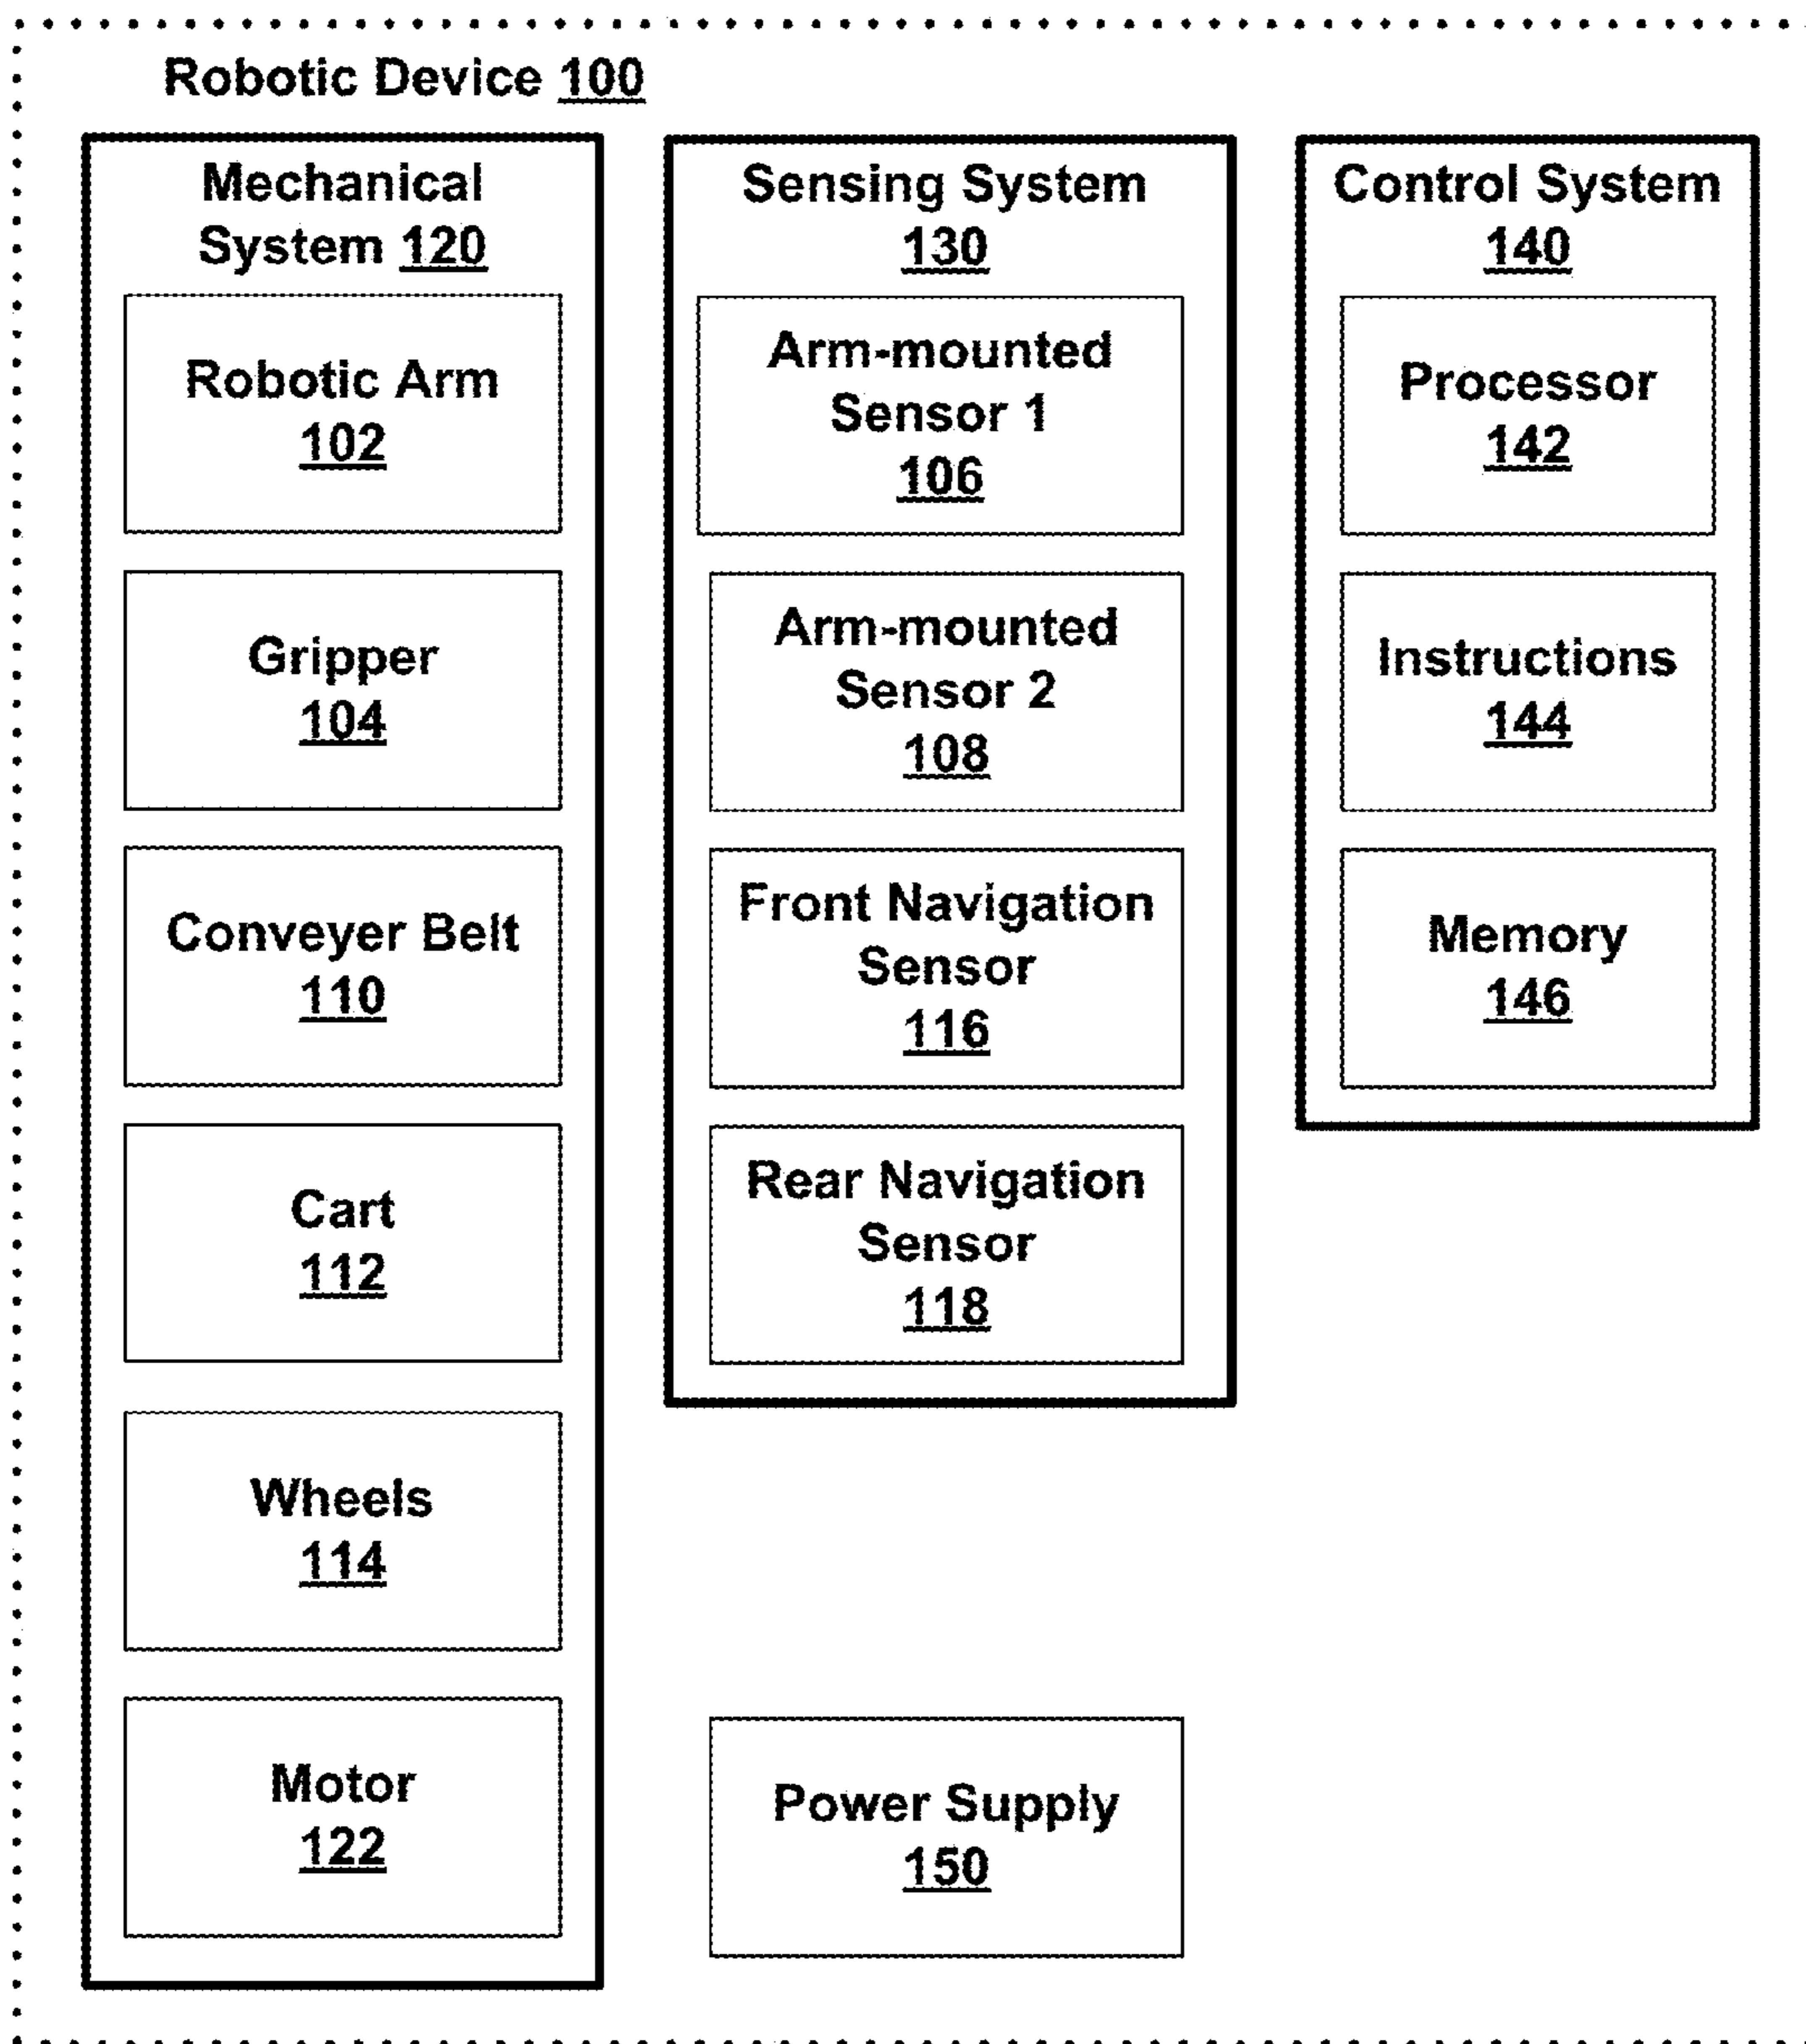 Robotic Device 100
Mechanical
System 120
Robotic Arm
102
Gripper
104
Conveyer Belt
110
Cart
112
Wheels
114
Motor
122
Sensing System
130
Arm-mounted
Sensor 1
106
Arm-mounted
Sensor 2
108
Front Navigation
Sensor
116
Rear Navigation
Sensor
118
Power Supply
150
Control System
140
Processor
142
Instructions
144
Memory
146